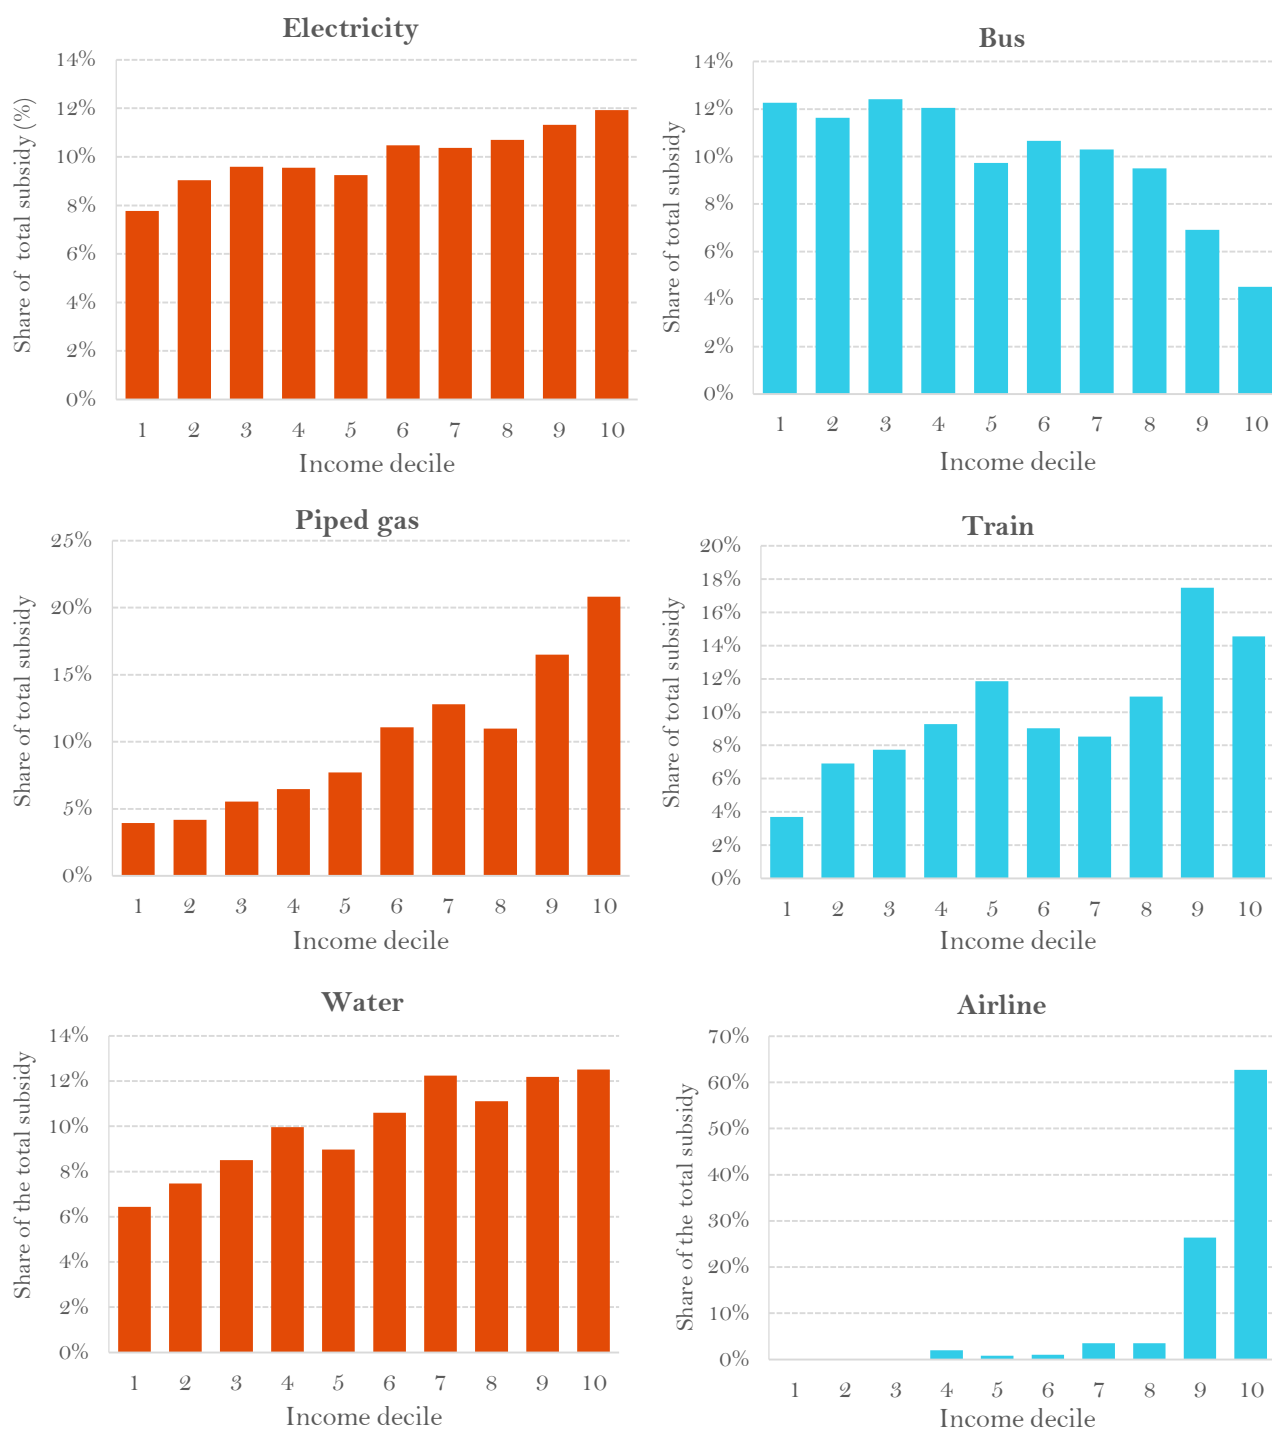 Electricity
Share of total subsidy (%)
14%
12%
10%
8%
6%
4%
2%
0%
1 2 3 4 5 6 7 8 9 10
Income decile
Bus
Share of total subsidy
14%
12%
10%
8%
6%
4%
2%
0%
1 2 3 4 5 6 7 8 9 10
Income decile
Piped gas
Share of total subsidy
25%
20%
15%
10%
5%
0%
1 2 3 4 5 6 7 8 9 10
Income decile
Train
Share of total subsidy
20%
18%
16%
14%
12%
10%
8%
6%
4%
2%
0%
1 2 3 4 5 6 7 8 9 10
Income decile
Water
Share of the total subsidy
14%
12%
10%
8%
6%
4%
2%
0%
1 2 3 4 5 6 7 8 9 10
Income decile
Airline
Share of the total subsidy
70%
60%
50%
40%
30%
20%
10%
0%
1 2 3 4 5 6 7 8 9 10
Income decile